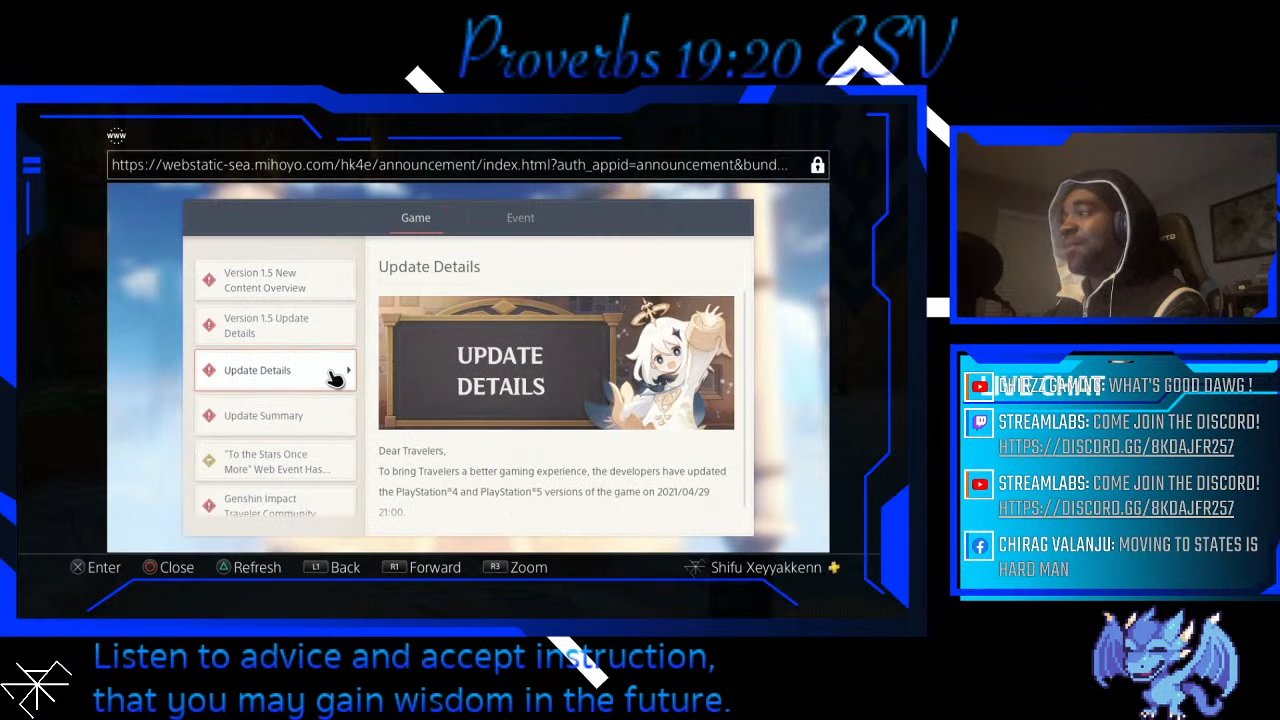 Proverbs 19:20 ESV
www
https://webstatic-sea.mihoyo.com/hk4e/announcement/index.html?auth_appid=announcement&bund...
Game
Event
Version 1.5 New
Content Overview
Version 1.5 Update
Details
Update Details
Update Summary
"To the Stars Once
More" Web Event Has...
Genshin Impact
Traveler Community
Update Details
UPDATE
DETAILS
Dear Travelers,
To bring Travelers a better gaming experience, the developers have updated
the PlayStation®4 and PlayStation®5 versions of the game on 2021/04/29
21:00.
Enter
Close
Refresh
L1 Back
R1 Forward
R3 Zoom
Shifu Xeyyakkenn
LIVE CHAT
GAMING: WHAT'S GOOD DAWG !
STREAMLABS: COME JOIN THE DISCORD!
HTTPS://DISCORD.GG/8KDAJFR257
STREAMLABS: COME JOIN THE DISCORD!
HTTPS://DISCORD.GG/8KDAJFR257
CHIRAG VALANJU: MOVING TO STATES IS
HARD MAN
Listen to advice and accept instruction,
that you may gain wisdom in the future.